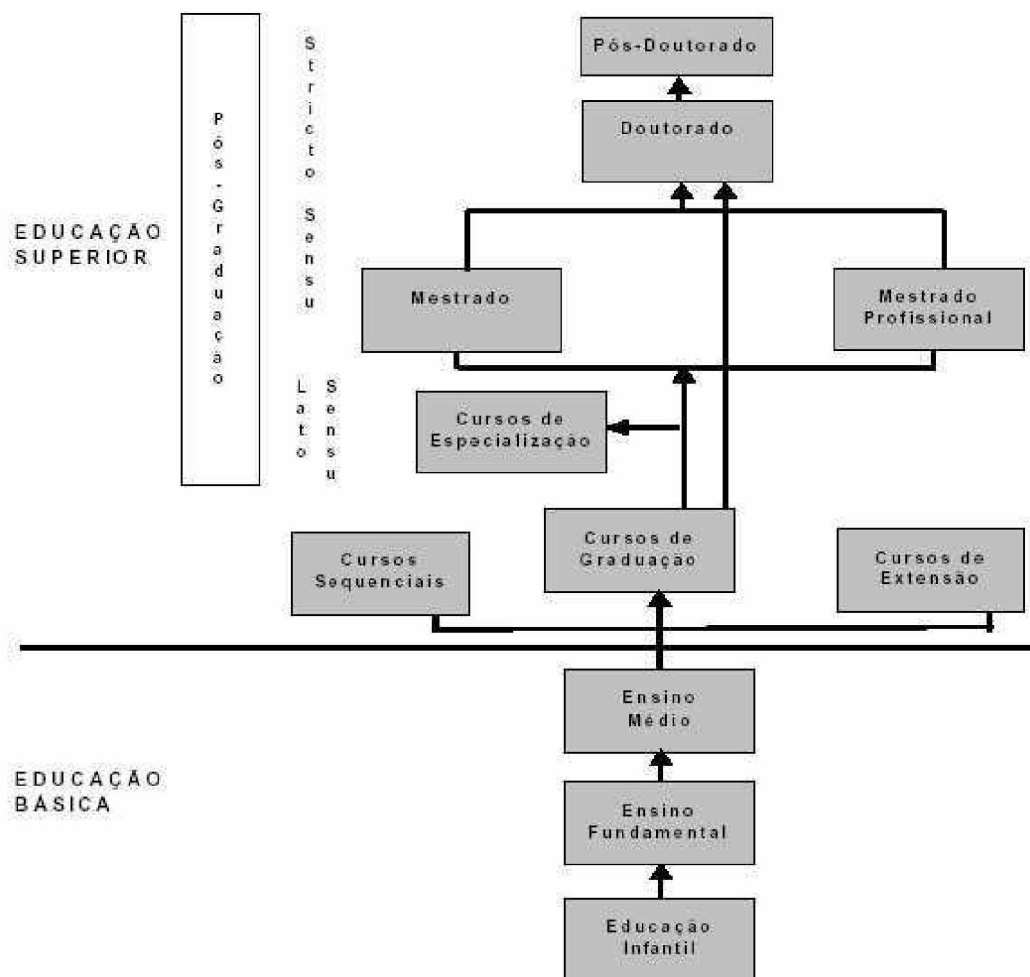 Pós-Doutorado
Doutorado
Stricto Sensu
Pós-Graduação
EDUCAÇÃO
SUPERIOR
Mestrado
Mestrado
Profissional
Lato
Sensu
Cursos de
Especialização
Cursos de
Graduação
Cursos
Sequenciais
Cursos de
Extensão
Ensino
Médio
EDUCAÇÃO
BÁSICA
Ensino
Fundamental
Educação
Infantil